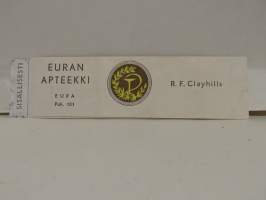 SISÄLLISESTI
EURAN
APTEEKKI
EURA
Puh. 101
R. F. Clayhills